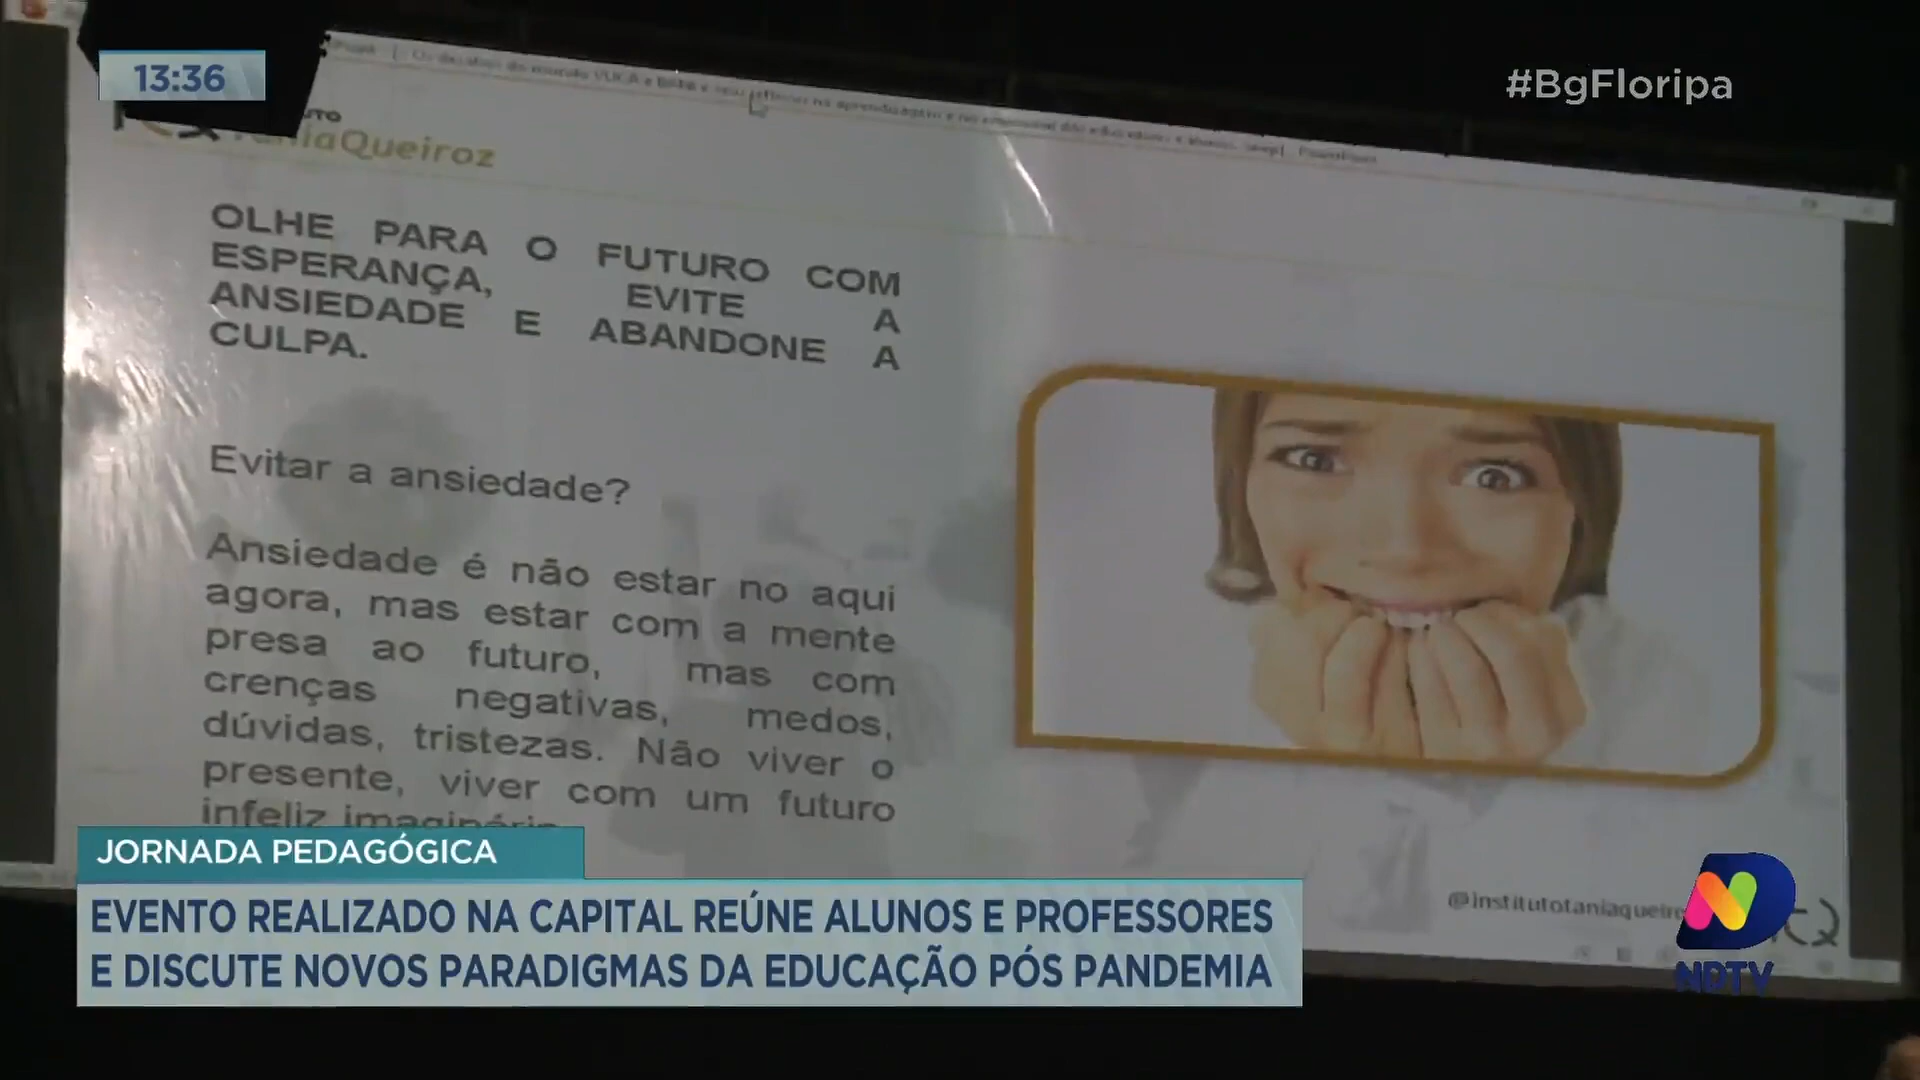 13:36
#BgFloripa
TaniaQueiroz
OLHE PARA O FUTURO COM
ESPERANÇA, EVITE A
ANSIEDADE E ABANDONE A
CULPA.
Evitar a ansiedade?
Ansiedade é não estar no aqui
agora, mas estar com a mente
presa ao futuro, mas com
crenças negativas, medos,
dúvidas, tristezas. Não viver o
presente, viver com um futuro
infeliz imaginário
@institutotaniaqueiro
JORNADA PEDAGÓGICA
EVENTO REALIZADO NA CAPITAL REÚNE ALUNOS E PROFESSORES
E DISCUTE NOVOS PARADIGMAS DA EDUCAÇÃO PÓS PANDEMIA
NDTV